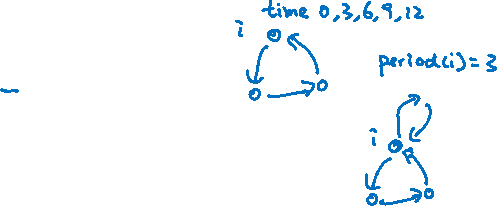 time 0,3,6,9,12
i
period(i)=3
i